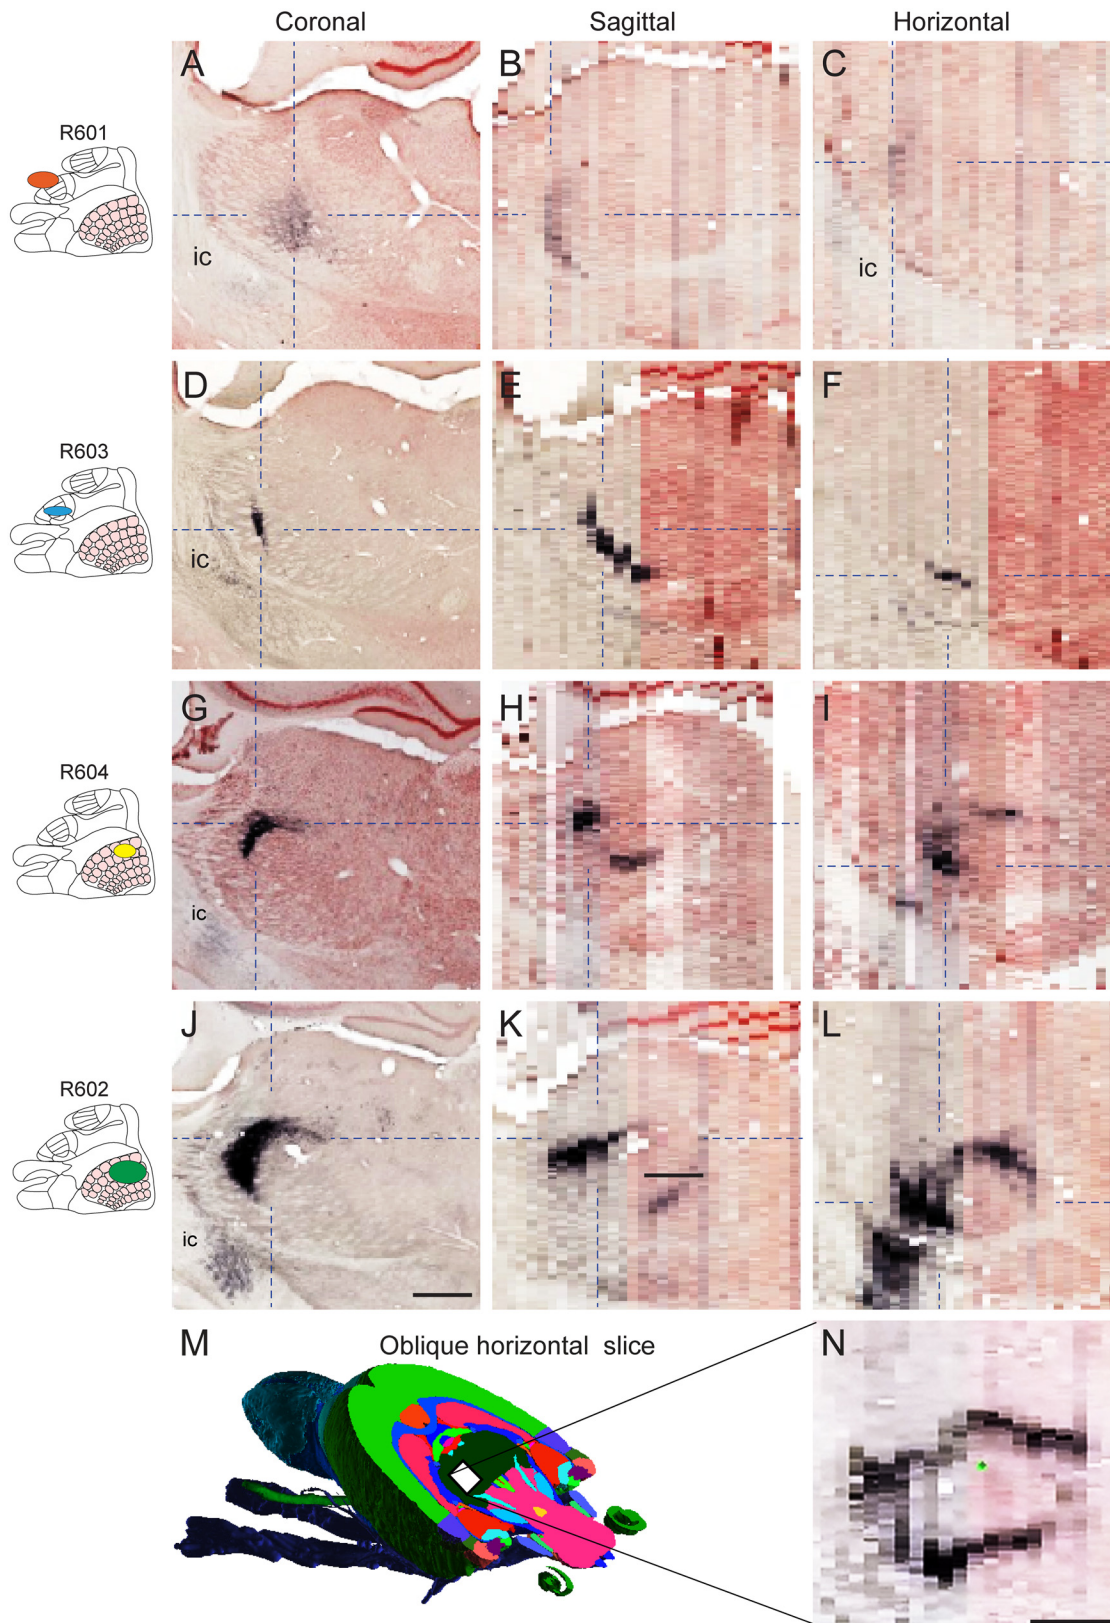 Coronal Sagittal Horizontal
A B C
R601
ic ic
D E F
R603
ic
G H I
R604
ic
J K L
R602
ic
M Oblique horizontal slice N